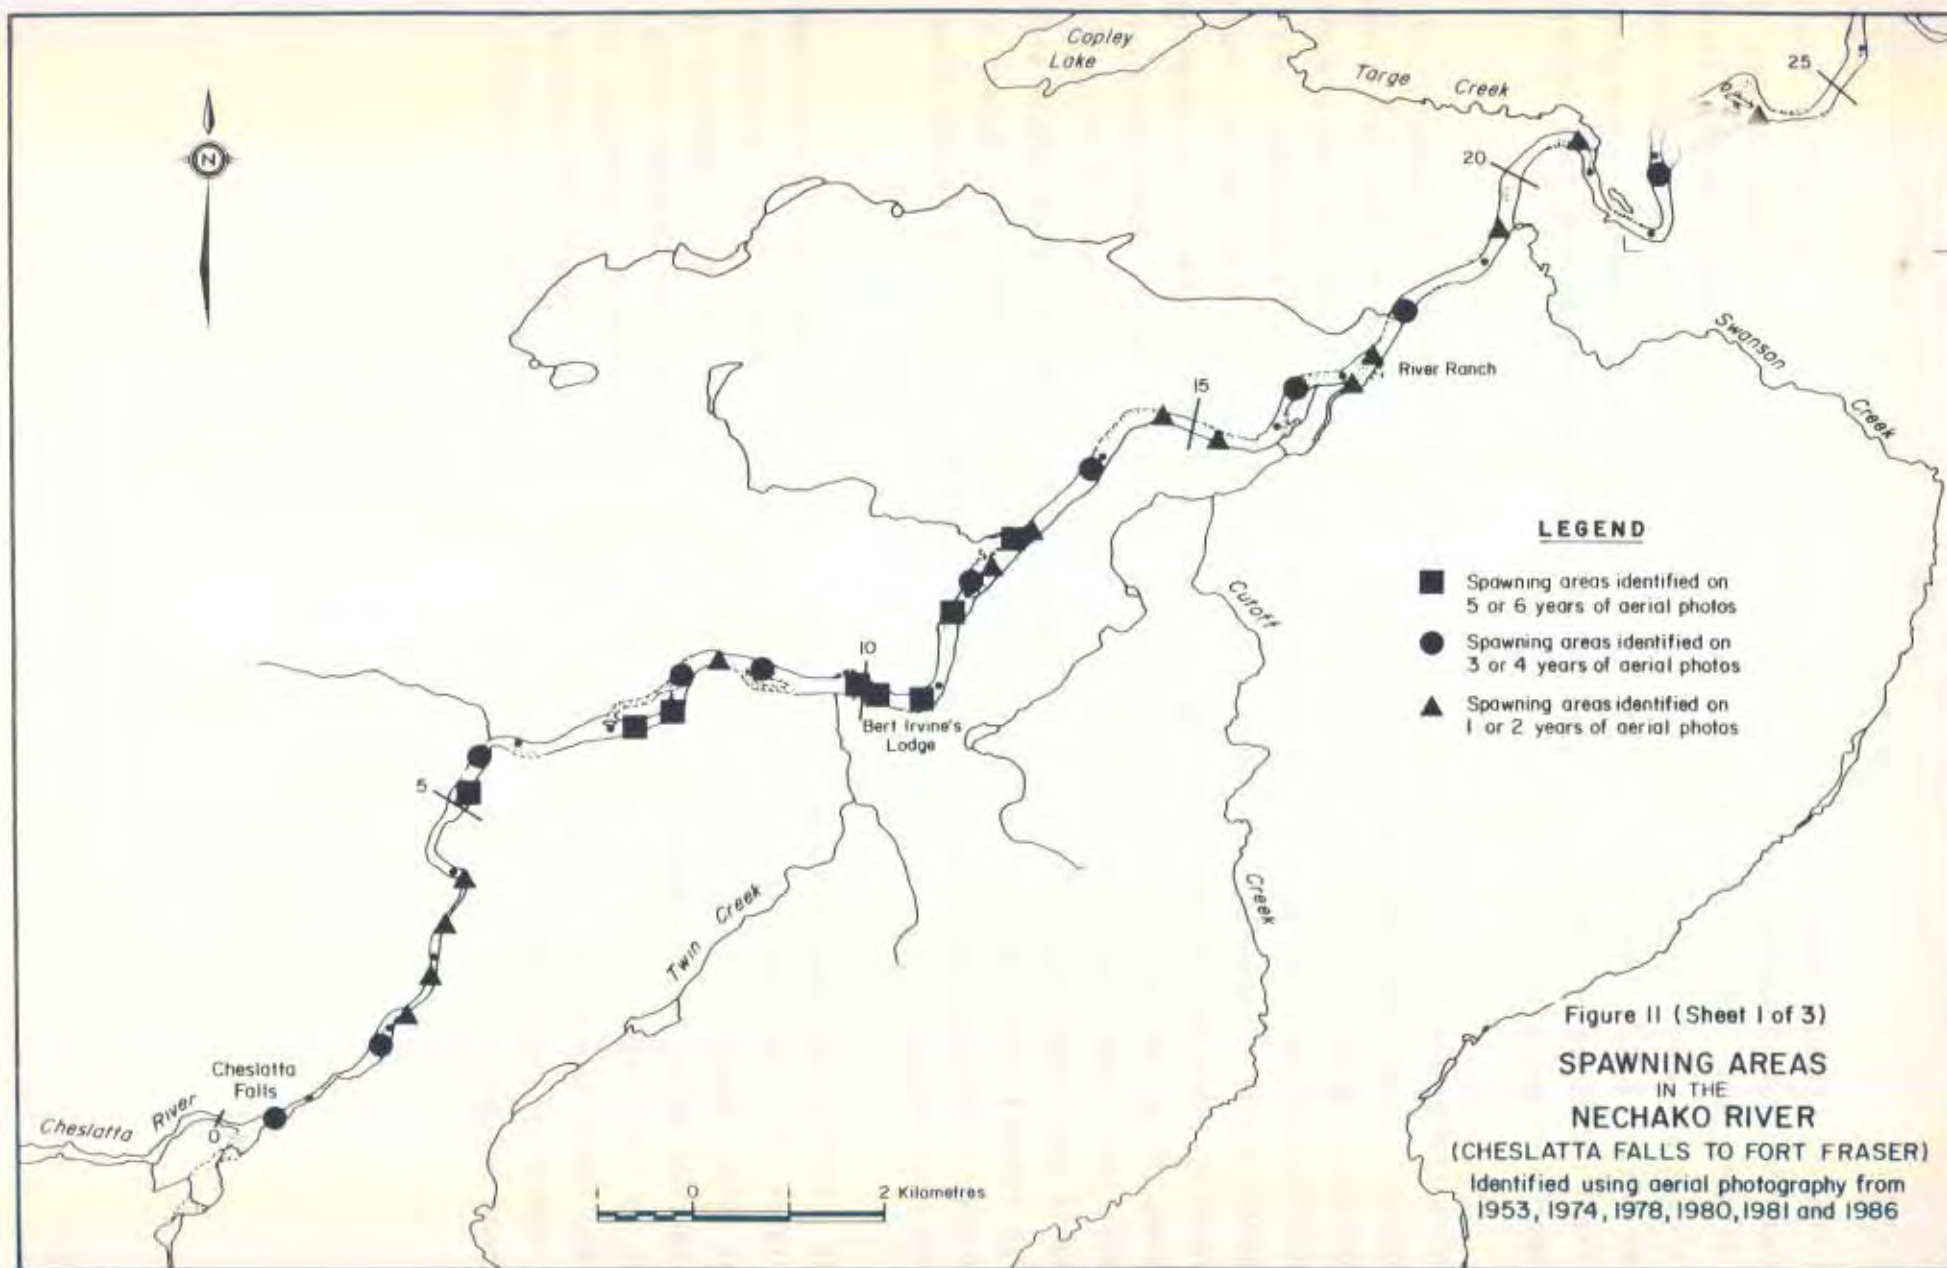 Copley
Lake
Targe Creek
25
N
20
Swanson
Creek
River Ranch
15
LEGEND
Spawning areas identified on
5 or 6 years of aerial photos
Spawning areas identified on
3 or 4 years of aerial photos
Spawning areas identified on
1 or 2 years of aerial photos
Cutoff
Creek
10
Bert Irvine's
Lodge
5
Twin Creek
Cheslatta
Falls
Cheslatta River
0
1 0 1 2 Kilometres
Figure 11 (Sheet 1 of 3)
SPAWNING AREAS
IN THE
NECHAKO RIVER
(CHESLATTA FALLS TO FORT FRASER)
Identified using aerial photography from
1953, 1974, 1978, 1980, 1981 and 1986